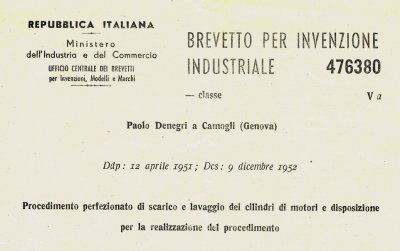 REPUBBLICA ITALIANA
Ministero
dell'Industria e del Commercio
UFFICIO CENTRALE DEI BREVETTI
per Invenzioni, Modelli e Marchi
BREVETTO PER INVENZIONE
INDUSTRIALE 476380
— classe V a
Paolo Denegri a Camogli (Genova)
Ddp: 12 aprile 1951; Dcs: 9 dicembre 1952
Procedimento perfezionato di scarico e lavaggio dei cilindri di motori e disposizione
per la realizzazione del procedimento